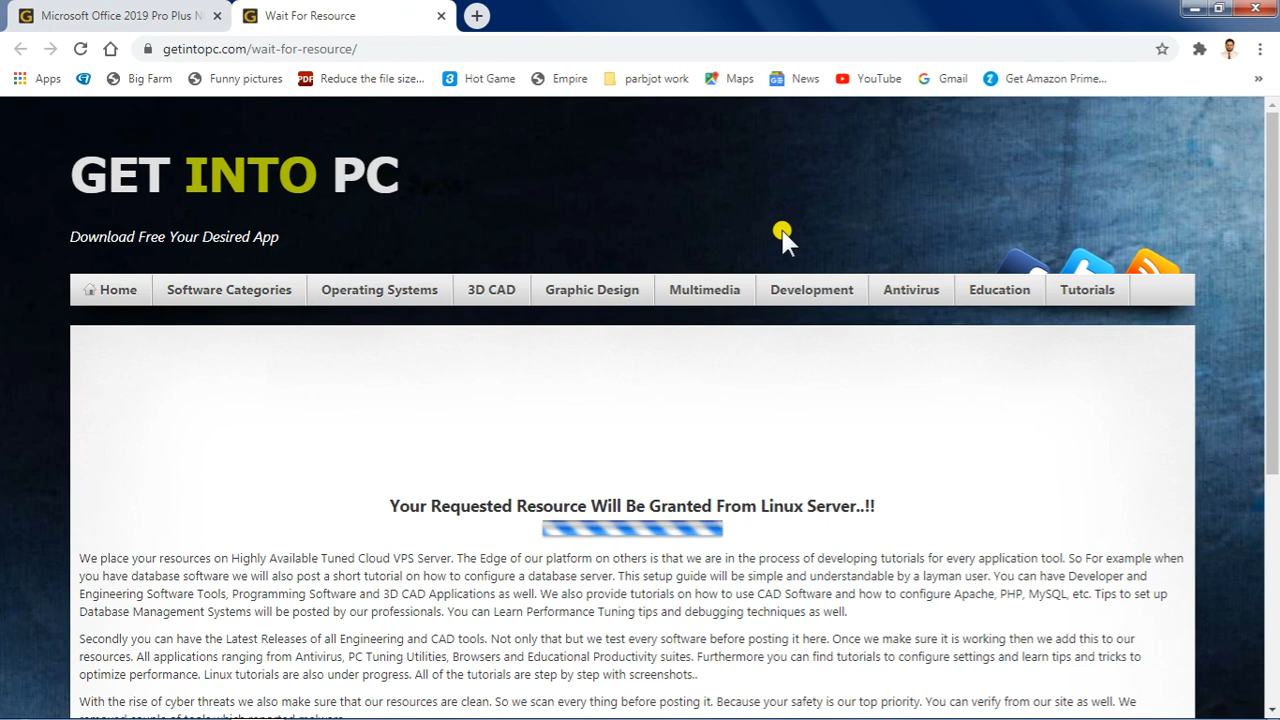 Microsoft Office 2019 Pro Plus N
Wait For Resource
getintopc.com/wait-for-resource/
Apps
Big Farm
Funny pictures
PDF
Reduce the file size...
3
Hot Game
Empire
parbjot work
Maps
News
YouTube
G
Gmail
Get Amazon Prime...
»
GET INTO PC
Download Free Your Desired App
Home
Software Categories
Operating Systems
3D CAD
Graphic Design
Multimedia
Development
Antivirus
Education
Tutorials
Your Requested Resource Will Be Granted From Linux Server..!!
We place your resources on Highly Available Tuned Cloud VPS Server. The Edge of our platform on others is that we are in the process of developing tutorials for every application tool. So For example when
you have database software we will also post a short tutorial on how to configure a database server. This setup guide will be simple and understandable by a layman user. You can have Developer and
Engineering Software Tools, Programming Software and 3D CAD Applications as well. We also provide tutorials on how to use CAD Software and how to configure Apache, PHP, MySQL, etc. Tips to set up
Database Management Systems will be posted by our professionals. You can Learn Performance Tuning tips and debugging techniques as well.
Secondly you can have the Latest Releases of all Engineering and CAD tools. Not only that but we test every software before posting it here. Once we make sure it is working then we add this to our
resources. All applications ranging from Antivirus, PC Tuning Utilities, Browsers and Educational Productivity suites. Furthermore you can find tutorials to configure settings and learn tips and tricks to
optimize performance. Linux tutorials are also under progress. All of the tutorials are step by step with screenshots..
With the rise of cyber threats we also make sure that our resources are clean. So we scan every thing before posting it. Because your safety is our top priority. You can verify from our site as well. We
removed couple of tools which reported malware